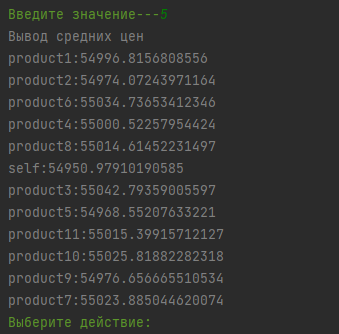 Введите значение---5
Вывод средних цен
product1:54996.8156808556
product2:54974.07243971164
product6:55034.73653412346
product4:55000.52257954424
product8:55014.61452231497
self:54950.97910190585
product3:55042.79359005597
product5:54968.55207633221
product11:55015.39915712127
product10:55025.81882282318
product9:54976.656665510534
product7:55023.885044620074
Выберите действие: